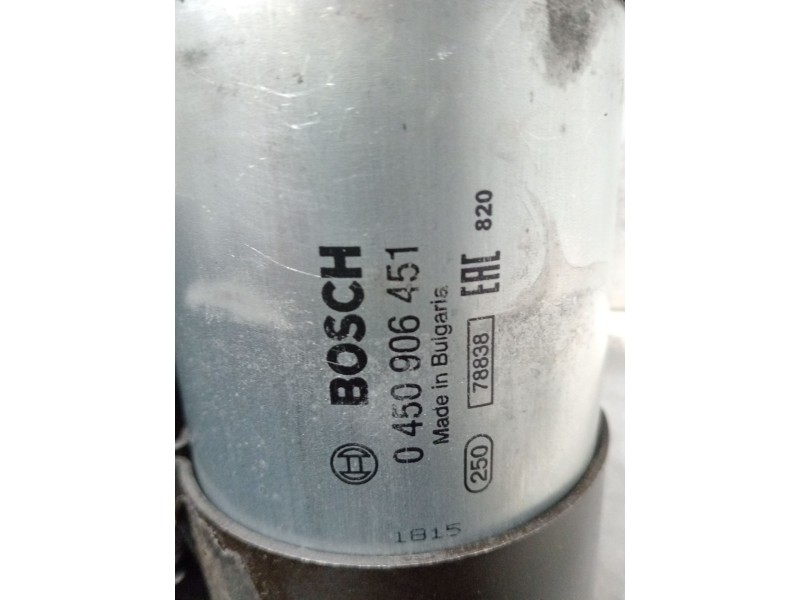 BOSCH
0 450 906 451
Made in Bulgaria
250 78838 EAC 820
1815